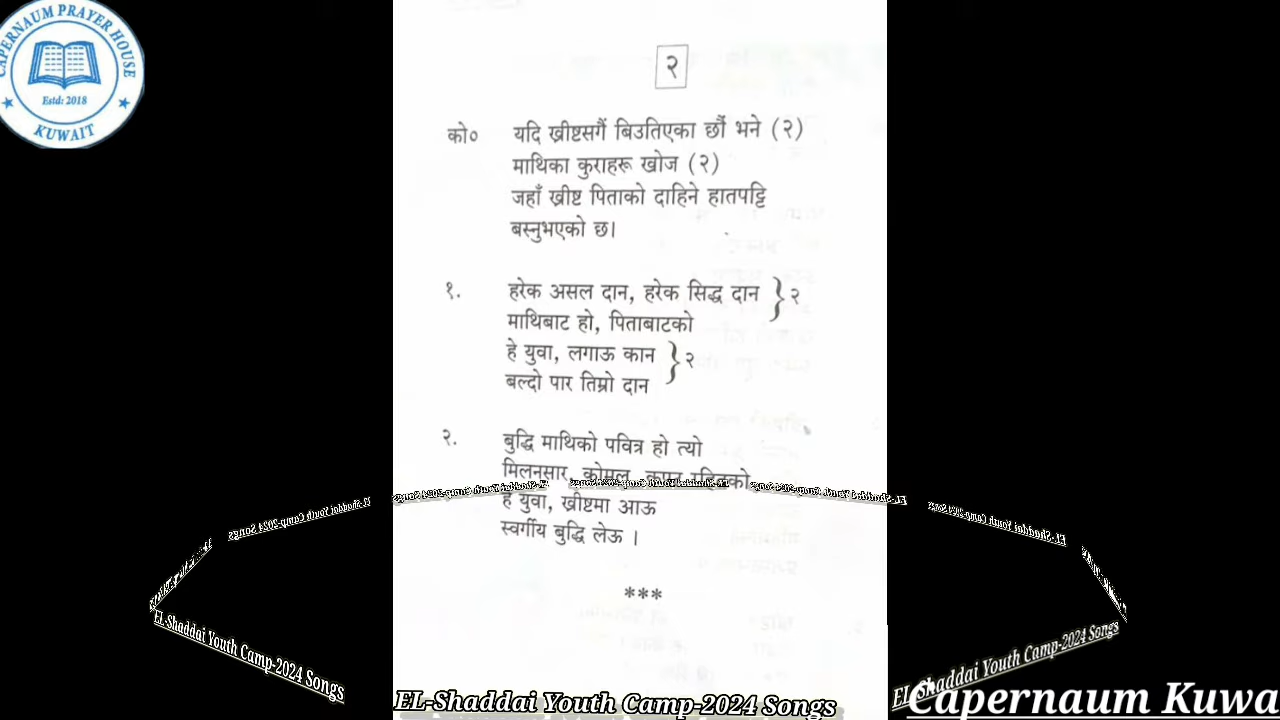 CAPERNAUM PRAYER HOUSE
Estd: 2018
KUWAIT
२
को० यदि ख्रीष्टसगैं बिउतिएका छौं भने (२)
माथिका कुराहरू खोज (२)
जहाँ ख्रीष्ट पिताको दाहिने हातपट्टि
बस्नुभएको छ।
१. हरेक असल दान, हरेक सिद्ध दान } २
माथिबाट हो, पिताबाटको
हे युवा, लगाऊ कान } २
बल्दो पार तिम्रो दान
२. बुद्धि माथिको पवित्र हो त्यो
मिलनसार, कोमल
हे युवा, ख्रीष्टमा आऊ
स्वर्गीय बुद्धि लेऊ ।
***
EL-Shaddai Youth Camp-2024 Songs
EL-Shaddai Youth Camp-2024 Songs
EL-Shaddai Youth Camp-2024 Songs
Capernaum Kuwa